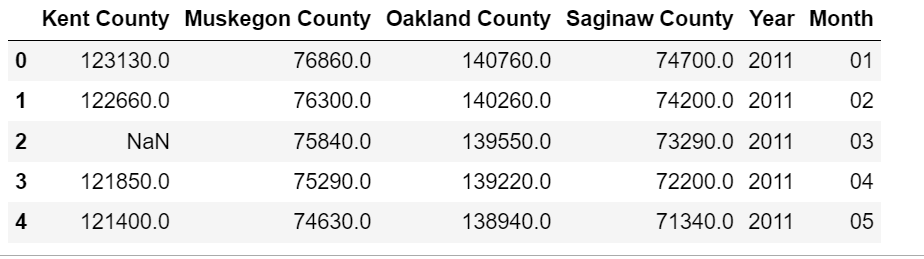 Kent County Muskegon County Oakland County Saginaw County Year Month
0 123130.0 76860.0 140760.0 74700.0 2011 01
1 122660.0 76300.0 140260.0 74200.0 2011 02
2 NaN 75840.0 139550.0 73290.0 2011 03
3 121850.0 75290.0 139220.0 72200.0 2011 04
4 121400.0 74630.0 138940.0 71340.0 2011 05